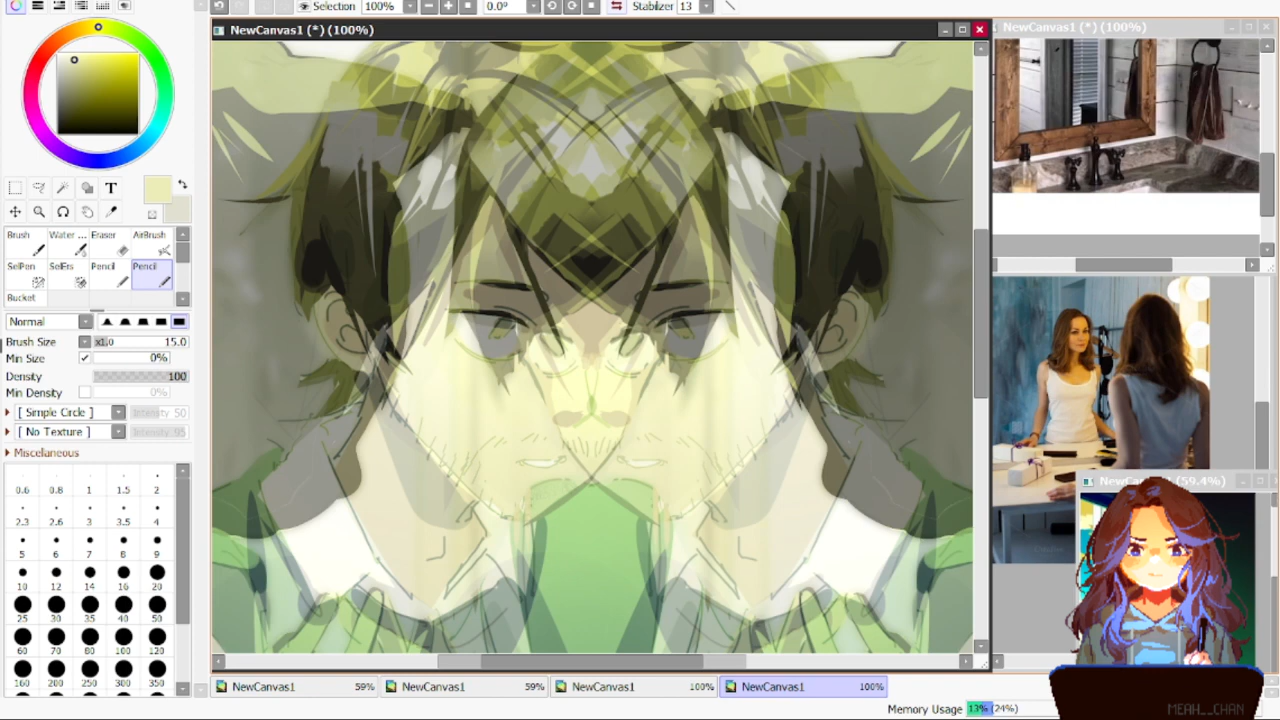 Selection 100% 0.0° Stabilizer 13
NewCanvas1 (*) (100%)
NewCanvas1 (*) (100%)
T
Brush Water ... Eraser AirBrush
SelPen SelErs Pencil Pencil
Bucket
Normal
Brush Size x1.0 15.0
Min Size 0%
Density 100
Min Density 0%
[ Simple Circle ] Intensity 50
[ No Texture ] Intensity 95
Miscellaneous
0.6 0.8 1 1.5 2
2.3 2.6 3 3.5 4
5 6 7 8 9
10 12 14 16 20
25 30 35 40 50
60 70 80 100 120
160 200 250 300 350
(59.4%)
NewCanvas1 59% NewCanvas1 59% NewCanvas1 100% NewCanvas1 100%
Memory Usage 13% (24%)
MEAH__CHAN